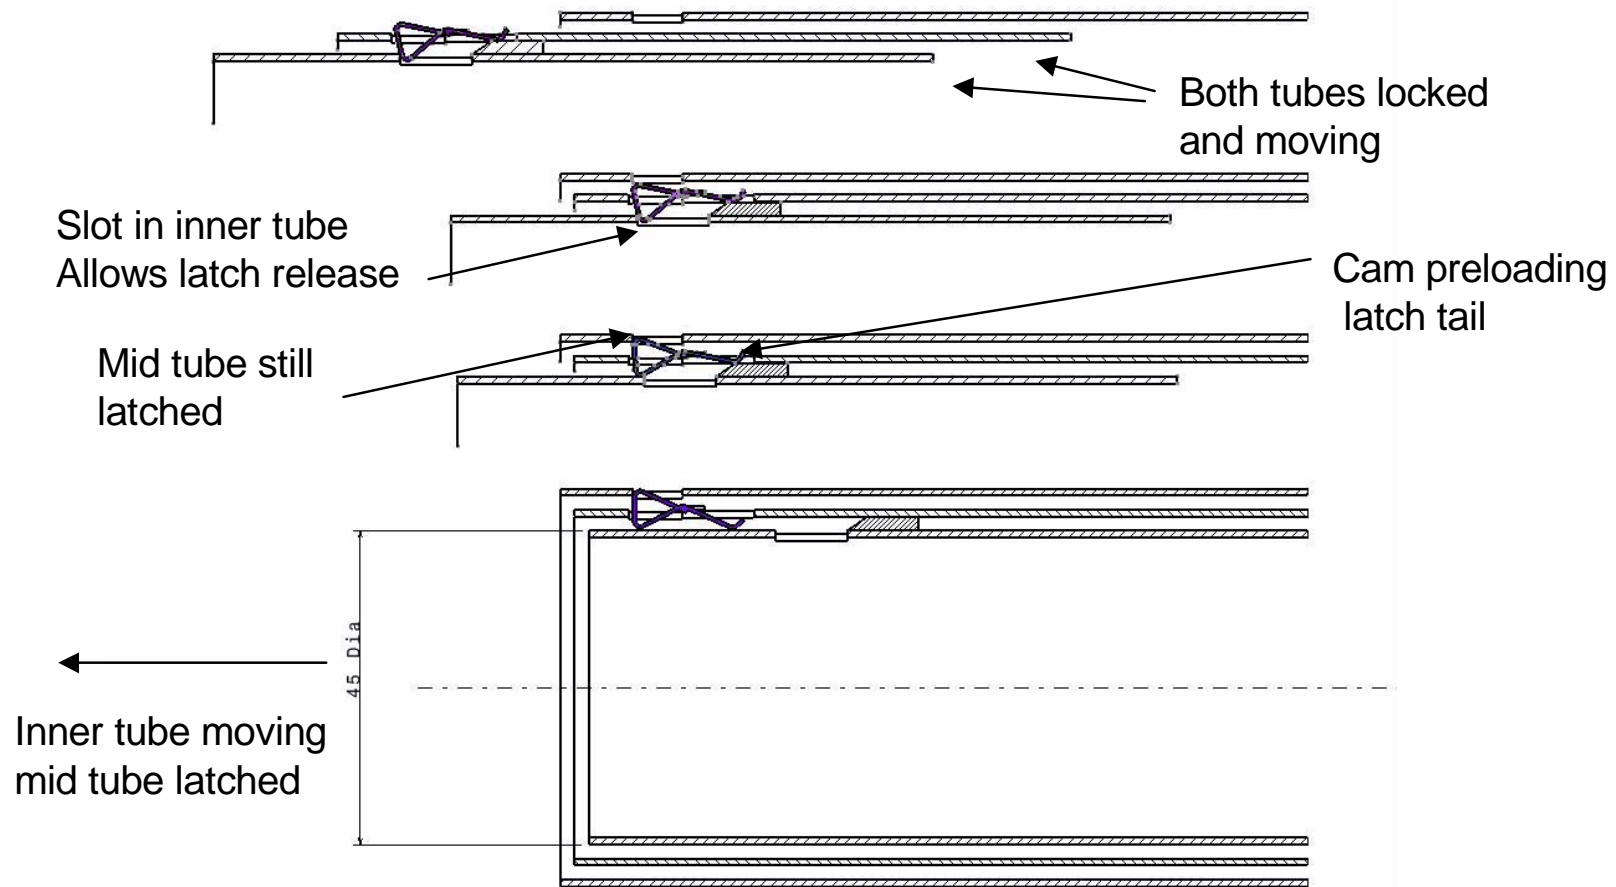 Both tubes locked
and moving
Slot in inner tube
Allows latch release
Cam preloading
latch tail
Mid tube still
latched
45 Dia
Inner tube moving
mid tube latched